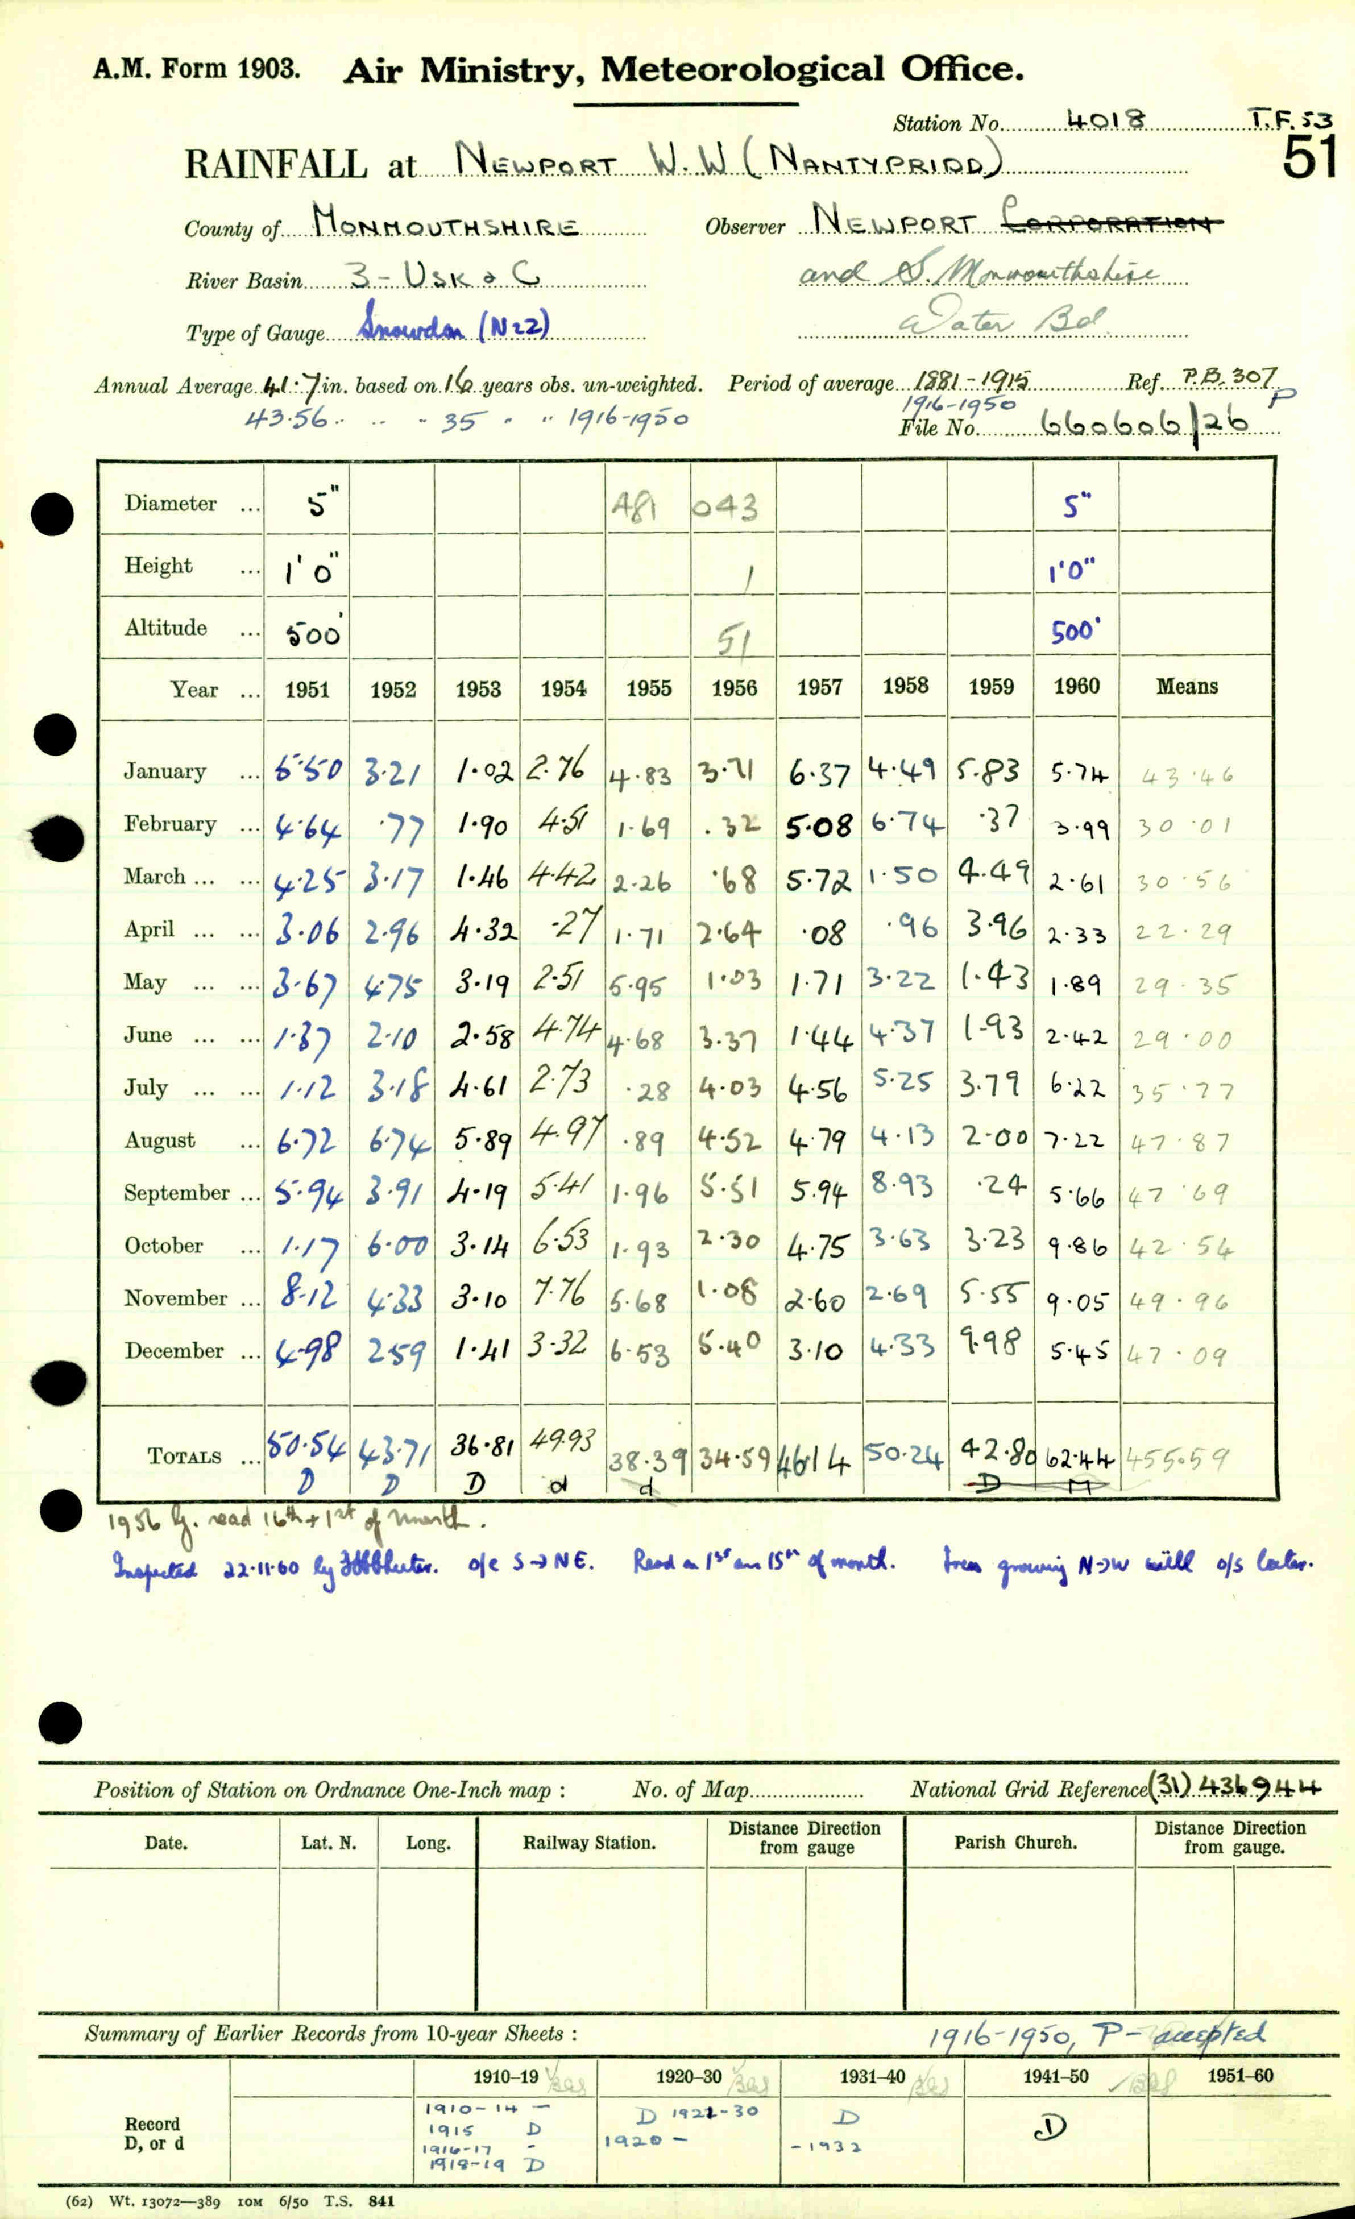 A.M. Form 1903. Air Ministry, Meteorological Office.
Station No. 4018 T.F. 53
51
RAINFALL at NEWPORT W.W (NANTYPRIDD)
County of MONMOUTHSHIRE Observer NEWPORT CORPORATION
River Basin 3 - USK & C and S. Monmouthshire
Type of Gauge Snowdon (N22) Water Bd.
Annual Average 41.7 in. based on 16 years obs. un-weighted. Period of average 1881-1915 Ref. P.B. 307
43.56 .. .. " 35 " " 1916-1950 1916-1950 P
File No. 660606/26
Diameter ... 5" 481 043 5"
Height ... 1' 0" 1 1'0"
Altitude ... 500' 51 500'
Year ... 1951 1952 1953 1954 1955 1956 1957 1958 1959 1960 Means
January ... 5.50 3.21 1.02 2.76 4.83 3.71 6.37 4.49 5.83 5.74 43.46
February ... 4.64 .77 1.90 4.51 1.69 .32 5.08 6.74 .37 3.99 30.01
March ... ... 4.25 3.17 1.46 4.42 2.26 .68 5.72 1.50 4.49 2.61 30.56
April ... ... 3.06 2.96 4.32 .27 1.71 2.64 .08 .96 3.96 2.33 22.29
May ... ... 3.67 4.75 3.19 2.51 5.95 1.03 1.71 3.22 1.43 1.89 29.35
June ... ... 1.37 2.10 2.58 4.74 4.68 3.37 1.44 4.37 1.93 2.42 29.00
July ... ... 1.12 3.18 4.61 2.73 .28 4.03 4.56 5.25 3.79 6.22 35.77
August ... 6.72 6.74 5.89 4.97 .89 4.52 4.79 4.13 2.00 7.22 47.87
September ... 5.94 3.91 4.19 5.41 1.96 5.51 5.94 8.93 .24 5.66 47.69
October ... 1.17 6.00 3.14 6.53 1.93 2.30 4.75 3.63 3.23 9.86 42.54
November ... 8.12 4.33 3.10 7.76 5.68 1.08 2.60 2.69 5.55 9.05 49.96
December ... 4.98 2.59 1.41 3.32 6.53 5.40 3.10 4.33 9.98 5.45 47.09
TOTALS ... 50.54 43.71 36.81 49.93 38.39 34.59 46.14 50.24 42.80 62.44 455.59
D D D d d D M
1956 G. read 16th + 1st of month.
Inspected 22.11.60 by o/c S→NE. Read on 1st an 15th of month. Trees growing N→W will o/s later.
Position of Station on Ordnance One-Inch map : No. of Map National Grid Reference (31) 436944
Date. Lat. N. Long. Railway Station. Distance from Direction gauge Parish Church. Distance from Direction gauge.
Summary of Earlier Records from 10-year Sheets : 1916-1950, P- accepted
1910–19 1920–30 1931–40 1941–50 1951–60
Record D, or d
1910-14 - D 1921-30 D D
1915 D 1920 - -1932
1916-17 -
1918-19 D
(62) Wt. 13072—389 10M 6/50 T.S. 841